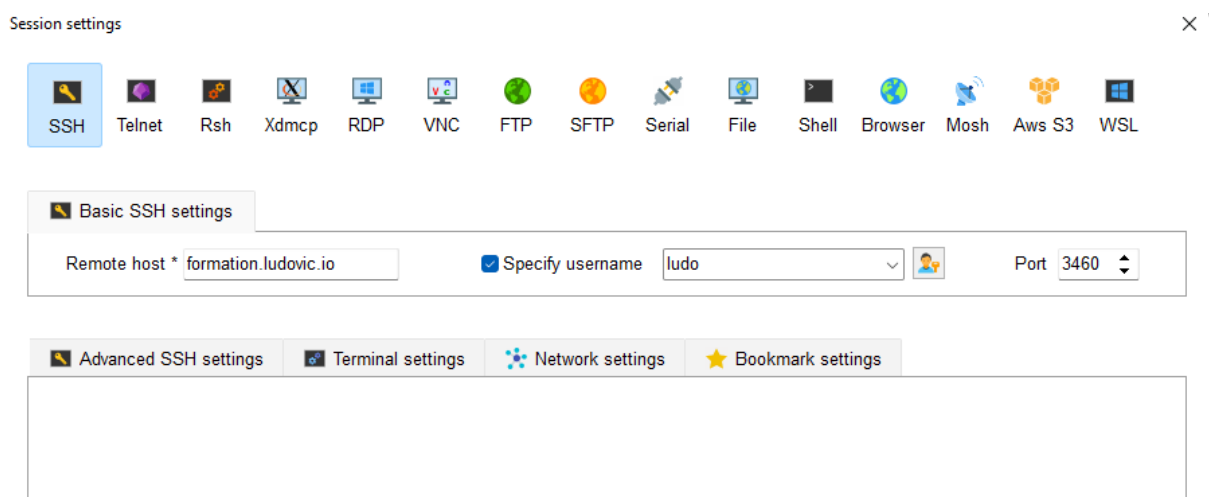 Session settings
SSH Telnet Rsh Xdmcp RDP VNC FTP SFTP Serial File Shell Browser Mosh Aws S3 WSL
Basic SSH settings
Remote host * formation.ludovic.io Specify username ludo Port 3460
Advanced SSH settings Terminal settings Network settings Bookmark settings